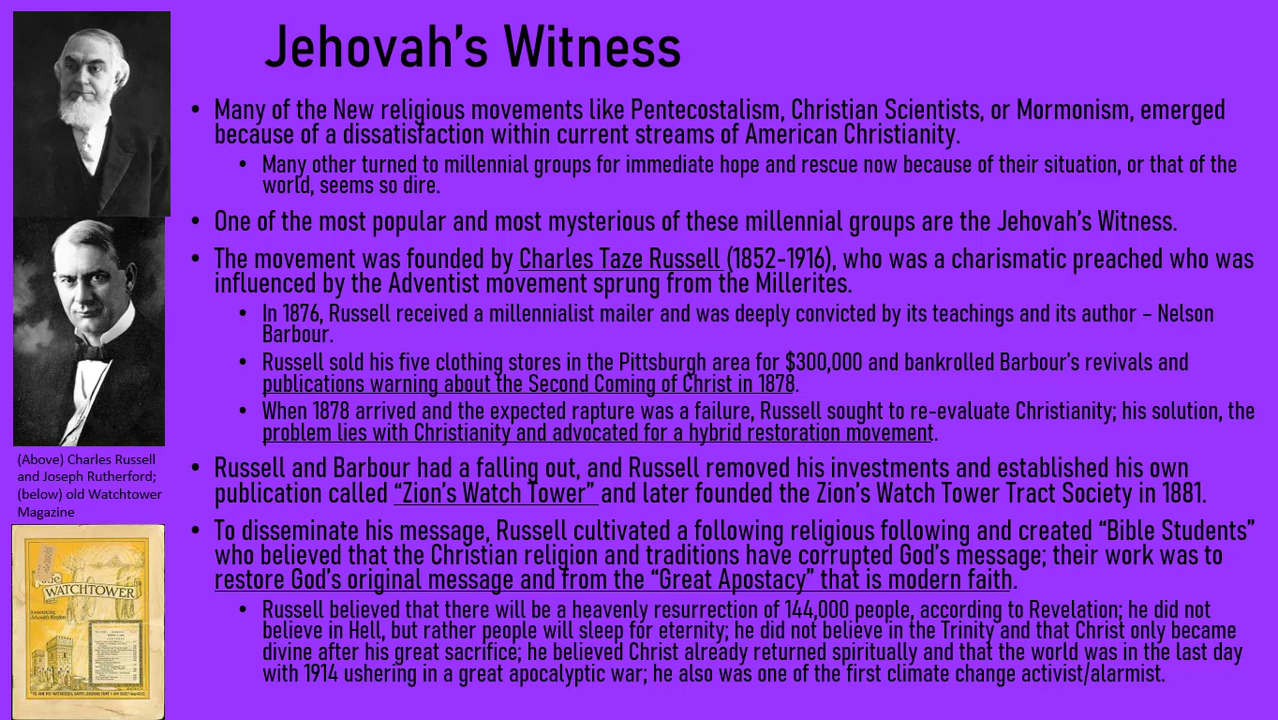 Jehovah’s Witness
• Many of the New religious movements like Pentecostalism, Christian Scientists, or Mormonism, emerged
because of a dissatisfaction within current streams of American Christianity.
• Many other turned to millennial groups for immediate hope and rescue now because of their situation, or that of the
world, seems so dire.
• One of the most popular and most mysterious of these millennial groups are the Jehovah’s Witness.
• The movement was founded by Charles Taze Russell (1852-1916), who was a charismatic preached who was
influenced by the Adventist movement sprung from the Millerites.
• In 1876, Russell received a millennialist mailer and was deeply convicted by its teachings and its author – Nelson
Barbour.
• Russell sold his five clothing stores in the Pittsburgh area for $300,000 and bankrolled Barbour’s revivals and
publications warning about the Second Coming of Christ in 1878.
• When 1878 arrived and the expected rapture was a failure, Russell sought to re-evaluate Christianity; his solution, the
problem lies with Christianity and advocated for a hybrid restoration movement.
• Russell and Barbour had a falling out, and Russell removed his investments and established his own
publication called “Zion’s Watch Tower” and later founded the Zion’s Watch Tower Tract Society in 1881.
• To disseminate his message, Russell cultivated a following religious following and created “Bible Students”
who believed that the Christian religion and traditions have corrupted God’s message; their work was to
restore God’s original message and from the “Great Apostacy” that is modern faith.
• Russell believed that there will be a heavenly resurrection of 144,000 people, according to Revelation; he did not
believe in Hell, but rather people will sleep for eternity; he did not believe in the Trinity and that Christ only became
divine after his great sacrifice; he believed Christ already returned spiritually and that the world was in the last day
with 1914 ushering in a great apocalyptic war; he also was one of the first climate change activist/alarmist.
(Above) Charles Russell
and Joseph Rutherford;
(below) old Watchtower
Magazine
The
WATCHTOWER